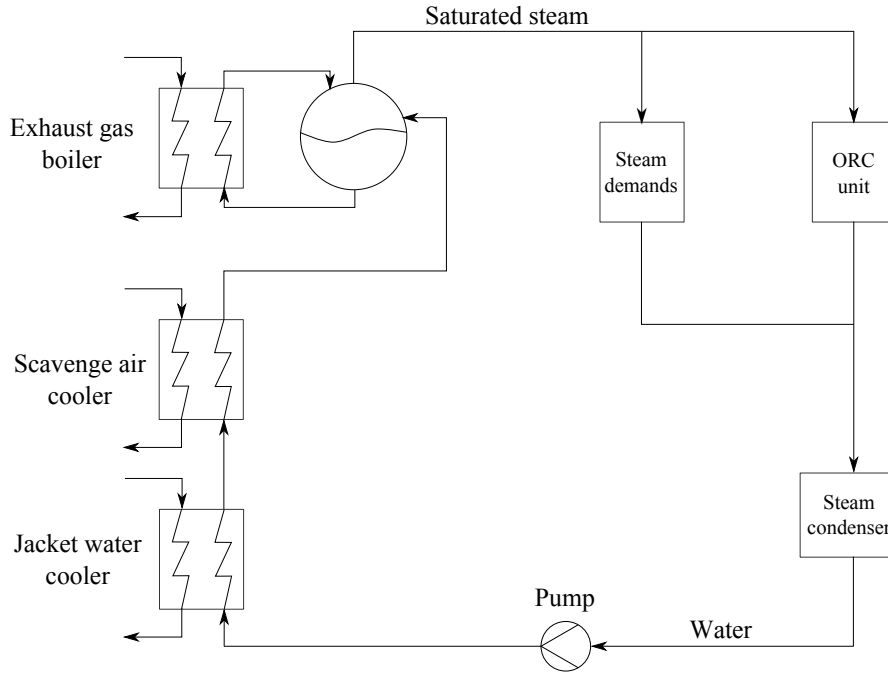 Saturated steam
Exhaust gas
boiler
Steam
demands
ORC
unit
Scavenge air
cooler
Steam
condenser
Jacket water
cooler
Pump
Water